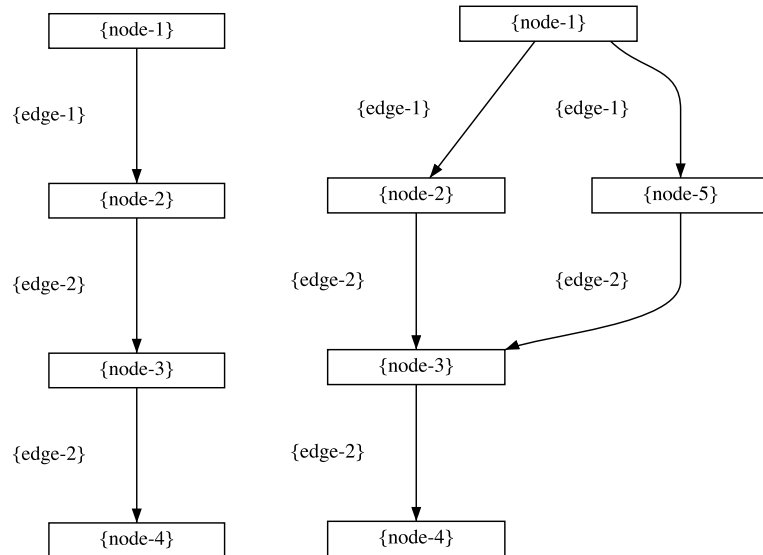 {node-1}
{edge-1}
{node-2}
{edge-2}
{node-3}
{edge-2}
{node-4}
{node-1}
{edge-1}
{edge-1}
{node-2}
{node-5}
{edge-2}
{edge-2}
{node-3}
{edge-2}
{node-4}